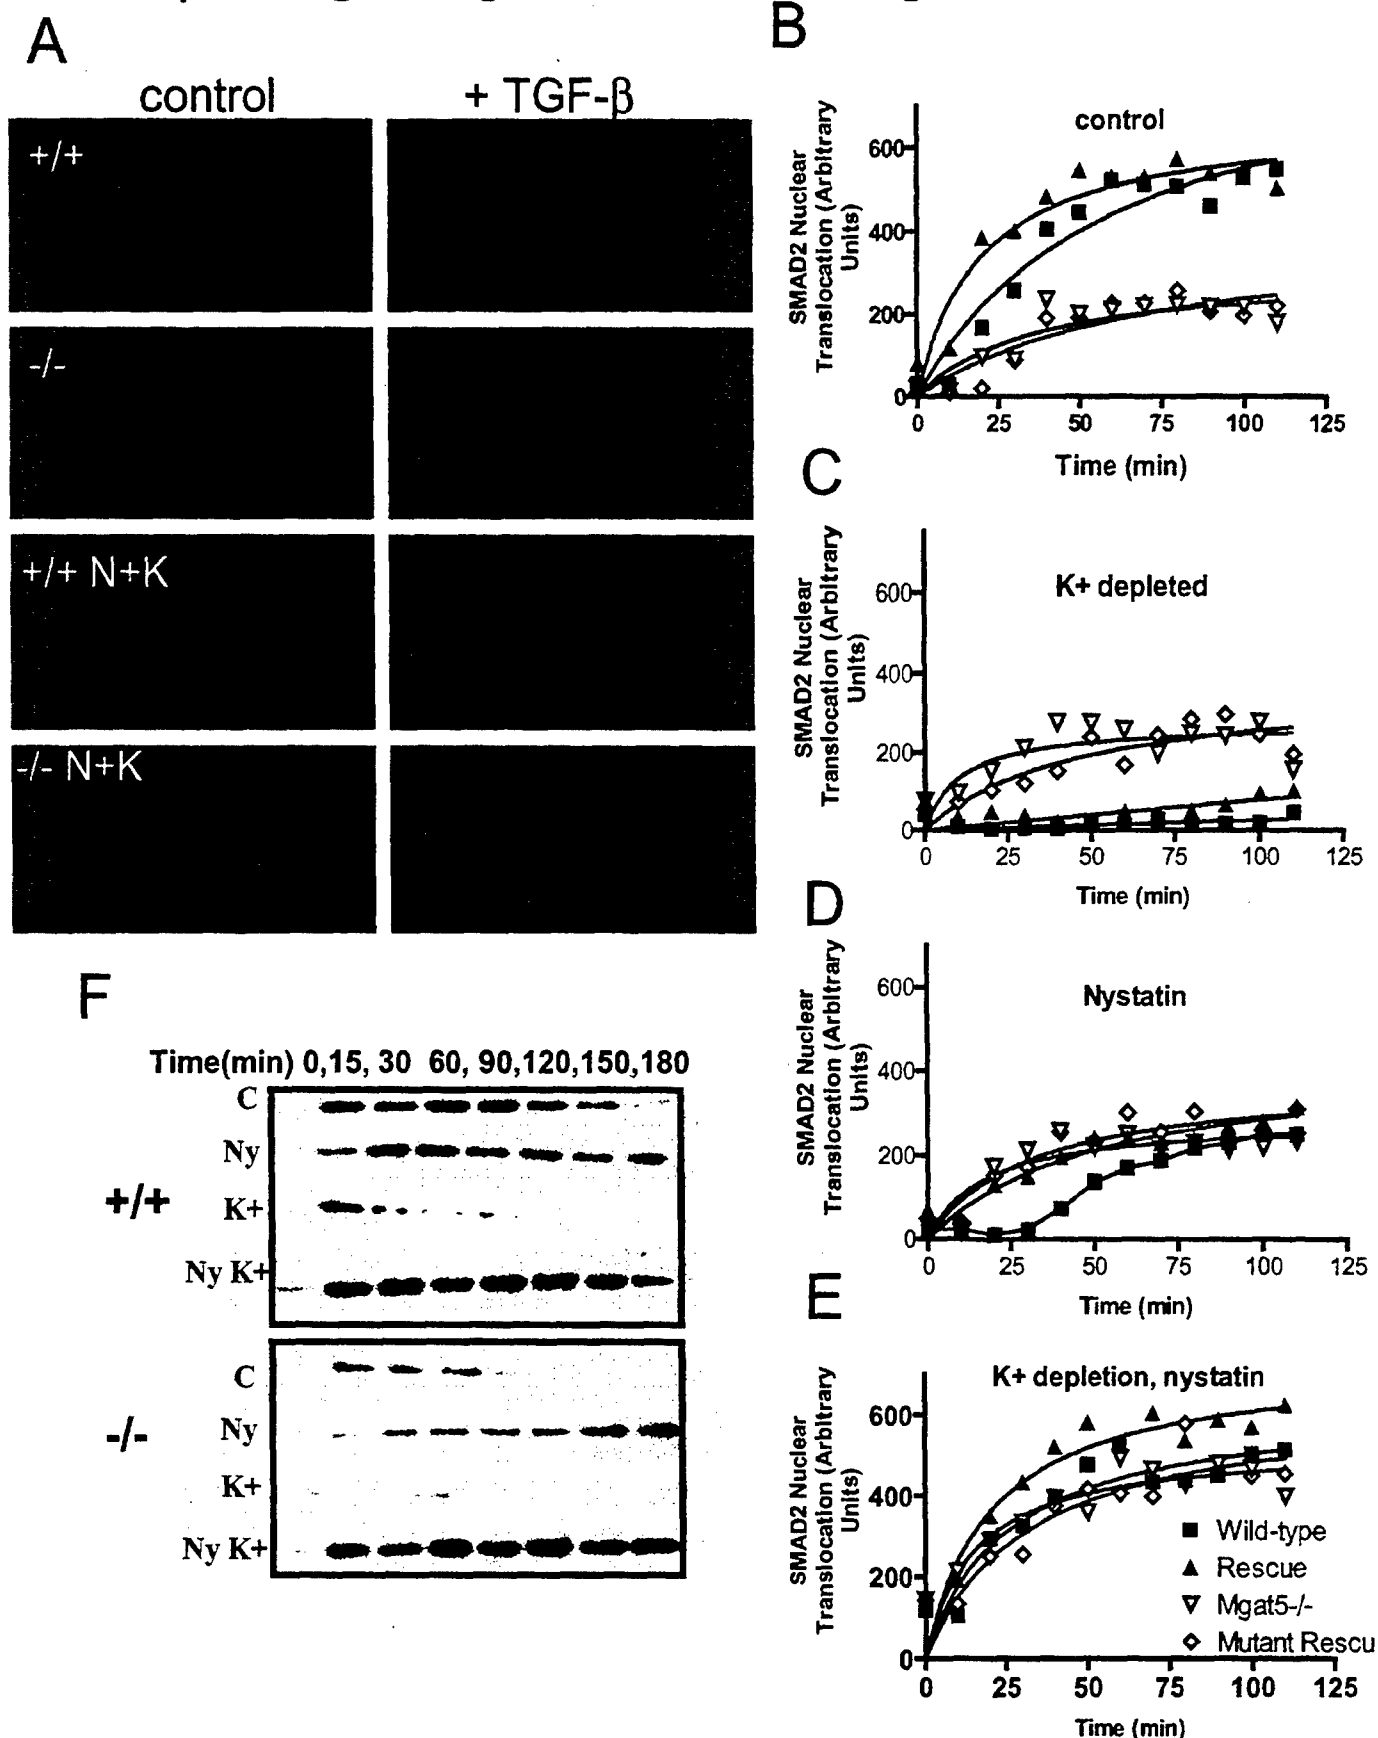 A
control
+ TGF-β
+/+
-/-
+/+ N+K
-/- N+K
B
control
SMAD2 Nuclear
Translocation (Arbitrary
Units)
600
400
200
0
0 25 50 75 100 125
Time (min)
C
K+ depleted
SMAD2 Nuclear
Translocation (Arbitrary
Units)
600
400
200
0
0 25 50 75 100 125
Time (min)
D
Nystatin
SMAD2 Nuclear
Translocation (Arbitrary
Units)
600
400
200
0
0 25 50 75 100 125
Time (min)
E
K+ depletion, nystatin
SMAD2 Nuclear
Translocation (Arbitrary
Units)
600
400
200
0
0 25 50 75 100 125
Time (min)
Wild-type
Rescue
Mgat5-/-
Mutant Rescu
F
Time(min) 0,15, 30 60, 90,120,150,180
+/+
C
Ny
K+
Ny K+
-/-
C
Ny
K+
Ny K+